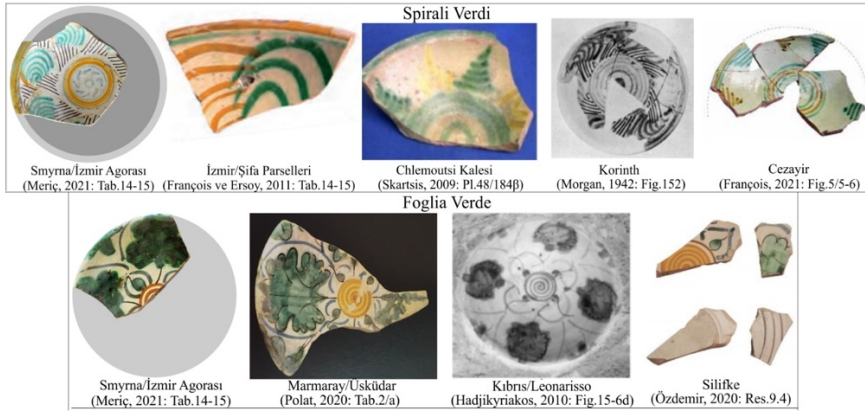 Spirali Verdi
Smyrna/İzmir Agorası
(Meriç, 2021: Tab.14-15)
İzmir/Şifa Parselleri
(François ve Ersoy, 2011: Tab.14-15)
Chlemoutsi Kalesi
(Skartsis, 2009: Pl.48/184β)
Korinth
(Morgan, 1942: Fig.152)
Cezayir
(François, 2021: Fig.5/5-6)
Foglia Verde
Smyrna/İzmir Agorası
(Meriç, 2021: Tab.14-15)
Marmaray/Üsküdar
(Polat, 2020: Tab.2/a)
Kıbrıs/Leonarisso
(Hadjikyriakos, 2010: Fig.15-6d)
Silifke
(Özdemir, 2020: Res.9.4)